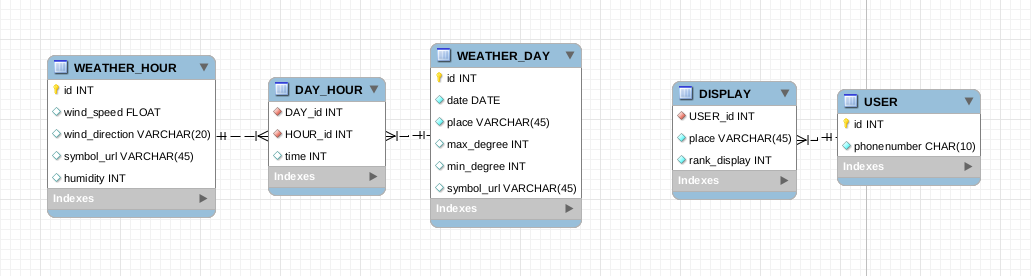 WEATHER_HOUR
id INT
wind_speed FLOAT
wind_direction VARCHAR(20)
symbol_url VARCHAR(45)
humidity INT
Indexes
DAY_HOUR
DAY_id INT
HOUR_id INT
time INT
Indexes
WEATHER_DAY
id INT
date DATE
place VARCHAR(45)
max_degree INT
min_degree INT
symbol_url VARCHAR(45)
Indexes
DISPLAY
USER_id INT
place VARCHAR(45)
rank_display INT
Indexes
USER
id INT
phonenumber CHAR(10)
Indexes